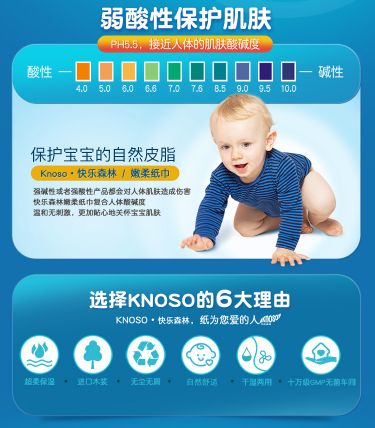 弱酸性保护肌肤
PH5.5，接近人体的肌肤酸碱度
酸性 碱性
4.0 5.0 6.0 6.6 7.0 7.6 8.5 8.6 9.0 9.5 10.0
保护宝宝的自然皮脂
Knoso·快乐森林 / 嫩柔纸巾
强碱性或者强酸性产品都会对人体肌肤造成伤害
快乐森林嫩柔纸巾复合人体酸碱度
温和无刺激，更加贴心地关怀宝宝肌肤
选择KNOSO的6大理由
KNOSO·快乐森林，纸为您爱的人 KNOSO
超柔保湿 · 进口木浆 · 无尘无屑 · 自然舒适 · 干湿两用 · 十万级GMP无菌车间